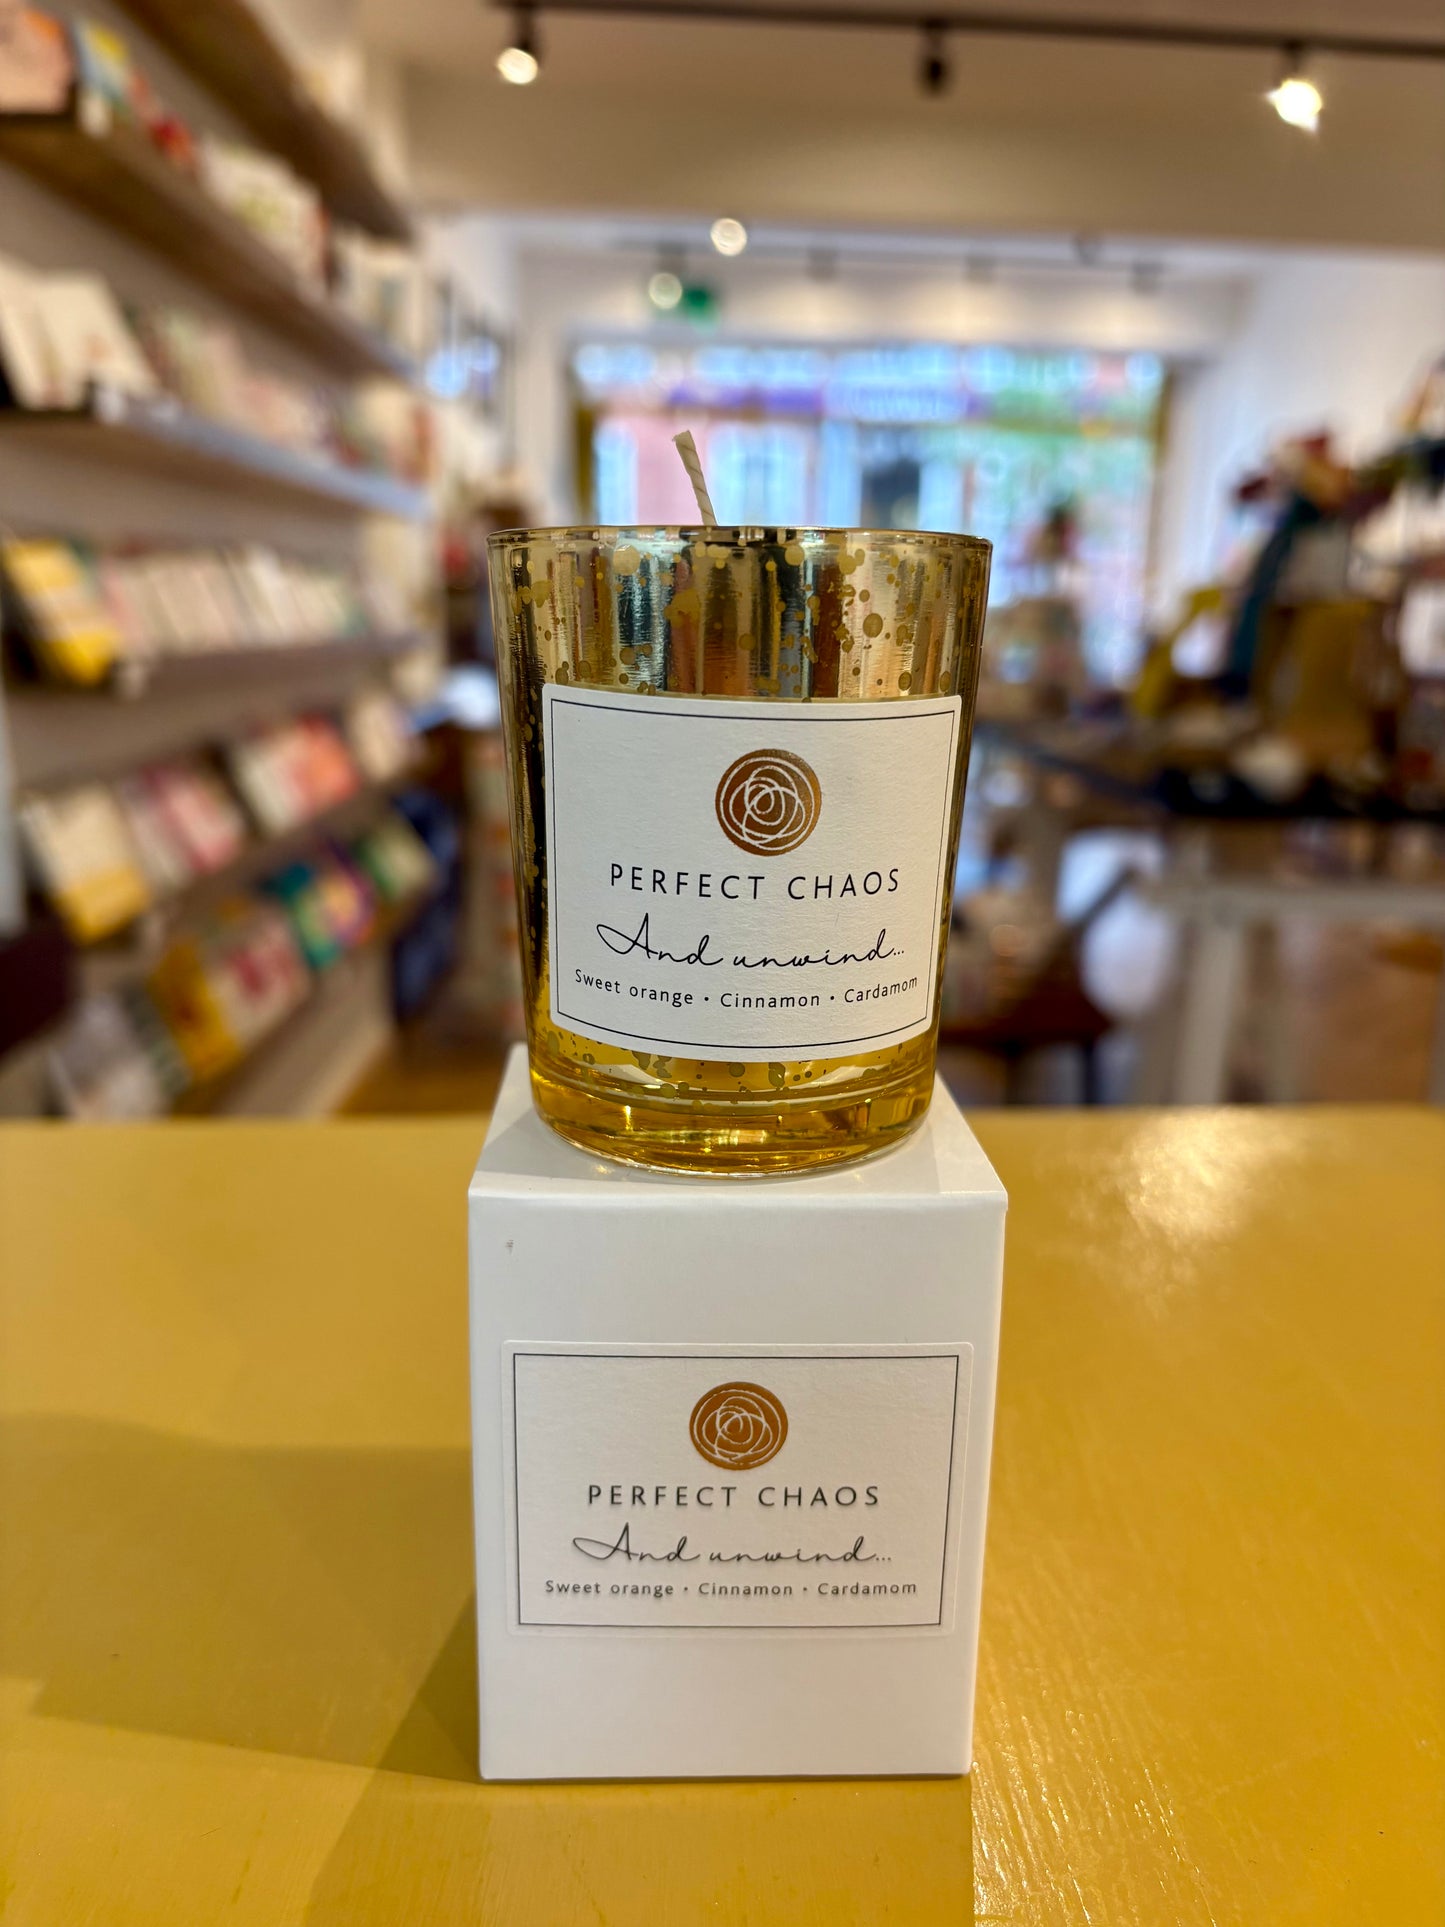 PERFECT CHAOS
And unwind...
Sweet orange • Cinnamon • Cardamom
PERFECT CHAOS
And unwind...
Sweet orange • Cinnamon • Cardamom